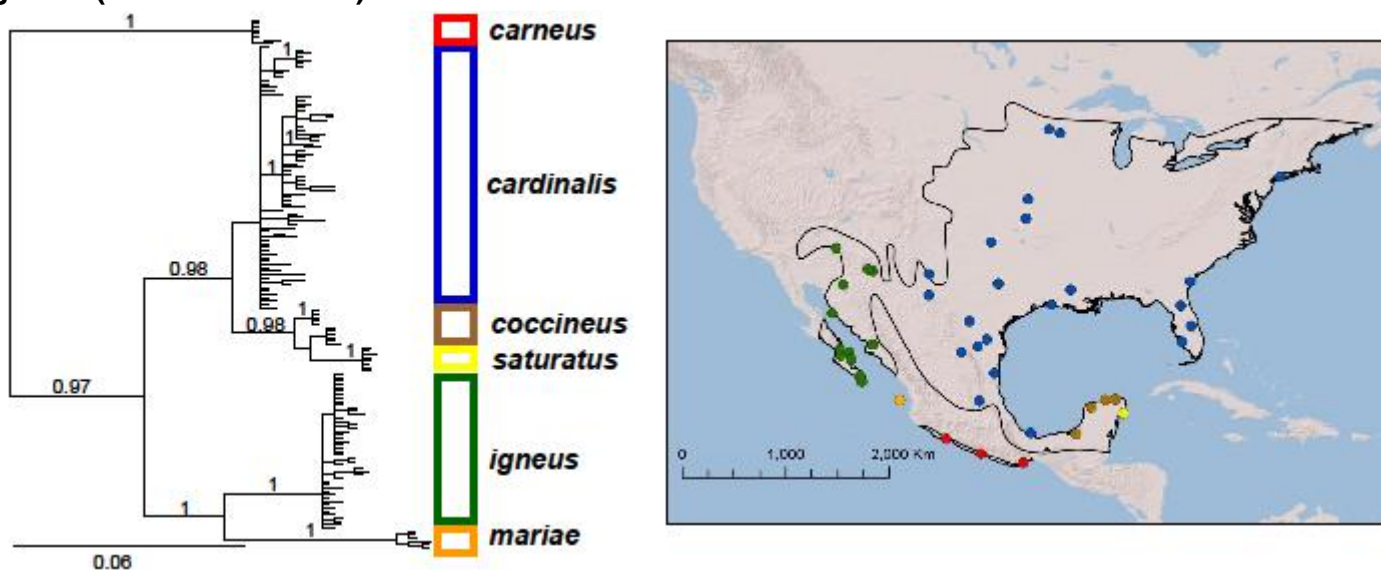 1
carneus
1
cardinalis
1
1
0.98
1
coccineus
0.98
1
saturatus
0.97
igneus
1
1
1
mariae
0.06
0
1,000
2,000 Km